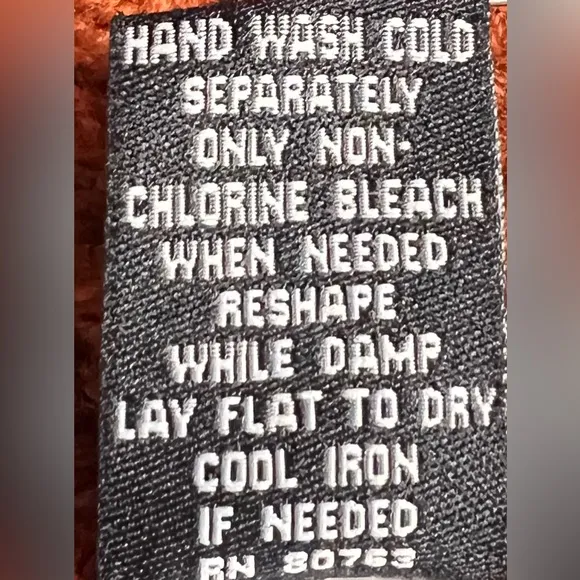 HAND WASH COLD
SEPARATELY
ONLY NON-
CHLORINE BLEACH
WHEN NEEDED
RESHAPE
WHILE DAMP
LAY FLAT TO DRY
COOL IRON
IF NEEDED
RN 80763